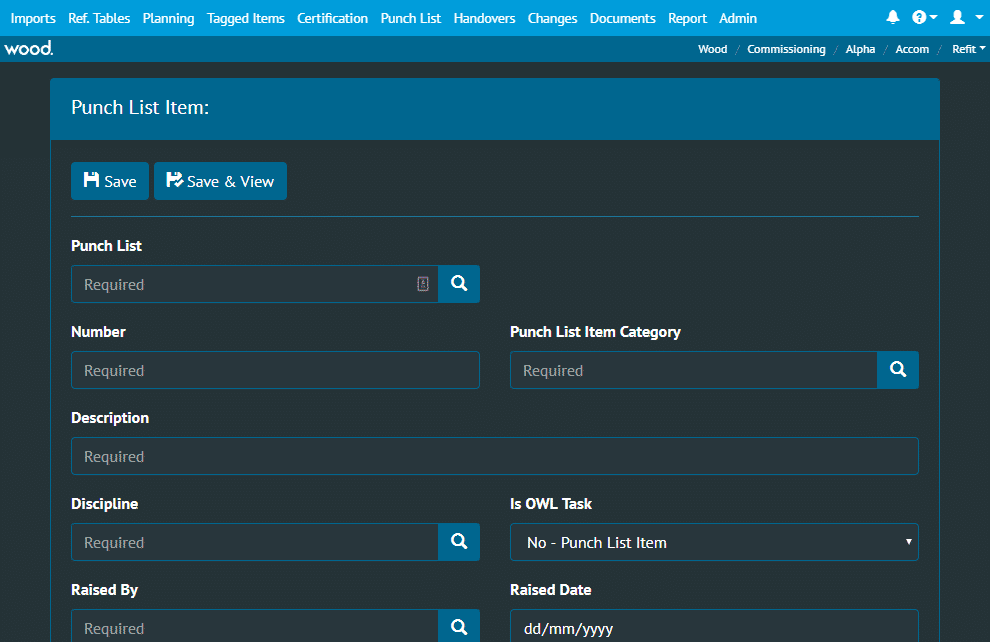 Imports Ref. Tables Planning Tagged Items Certification Punch List Handovers Changes Documents Report Admin
wood. Wood / Commissioning / Alpha / Accom / Refit
Punch List Item:
Save Save & View
Punch List
Required
Number Punch List Item Category
Required Required
Description
Required
Discipline Is OWL Task
Required No - Punch List Item
Raised By Raised Date
Required dd/mm/yyyy